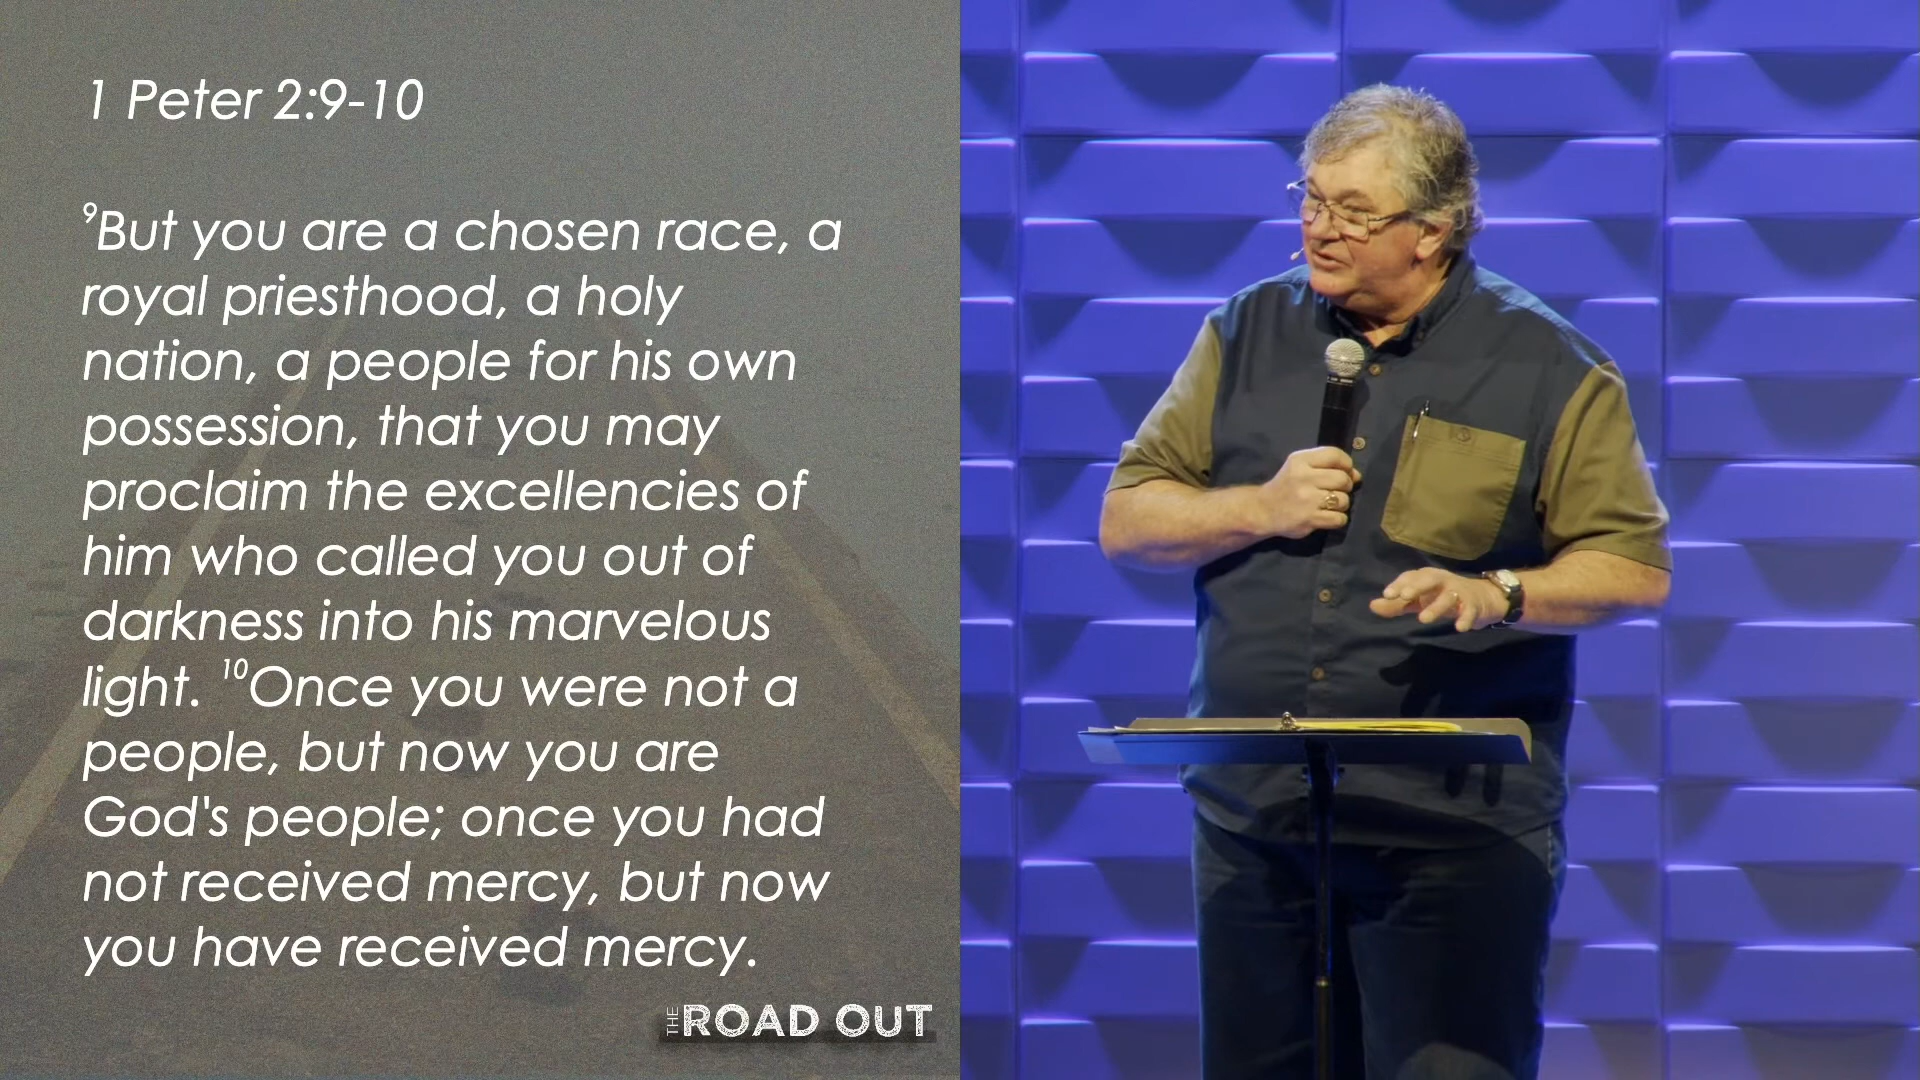 1 Peter 2:9-10
⁹But you are a chosen race, a
royal priesthood, a holy
nation, a people for his own
possession, that you may
proclaim the excellencies of
him who called you out of
darkness into his marvelous
light. ¹⁰Once you were not a
people, but now you are
God's people; once you had
not received mercy, but now
you have received mercy.
THE ROAD OUT